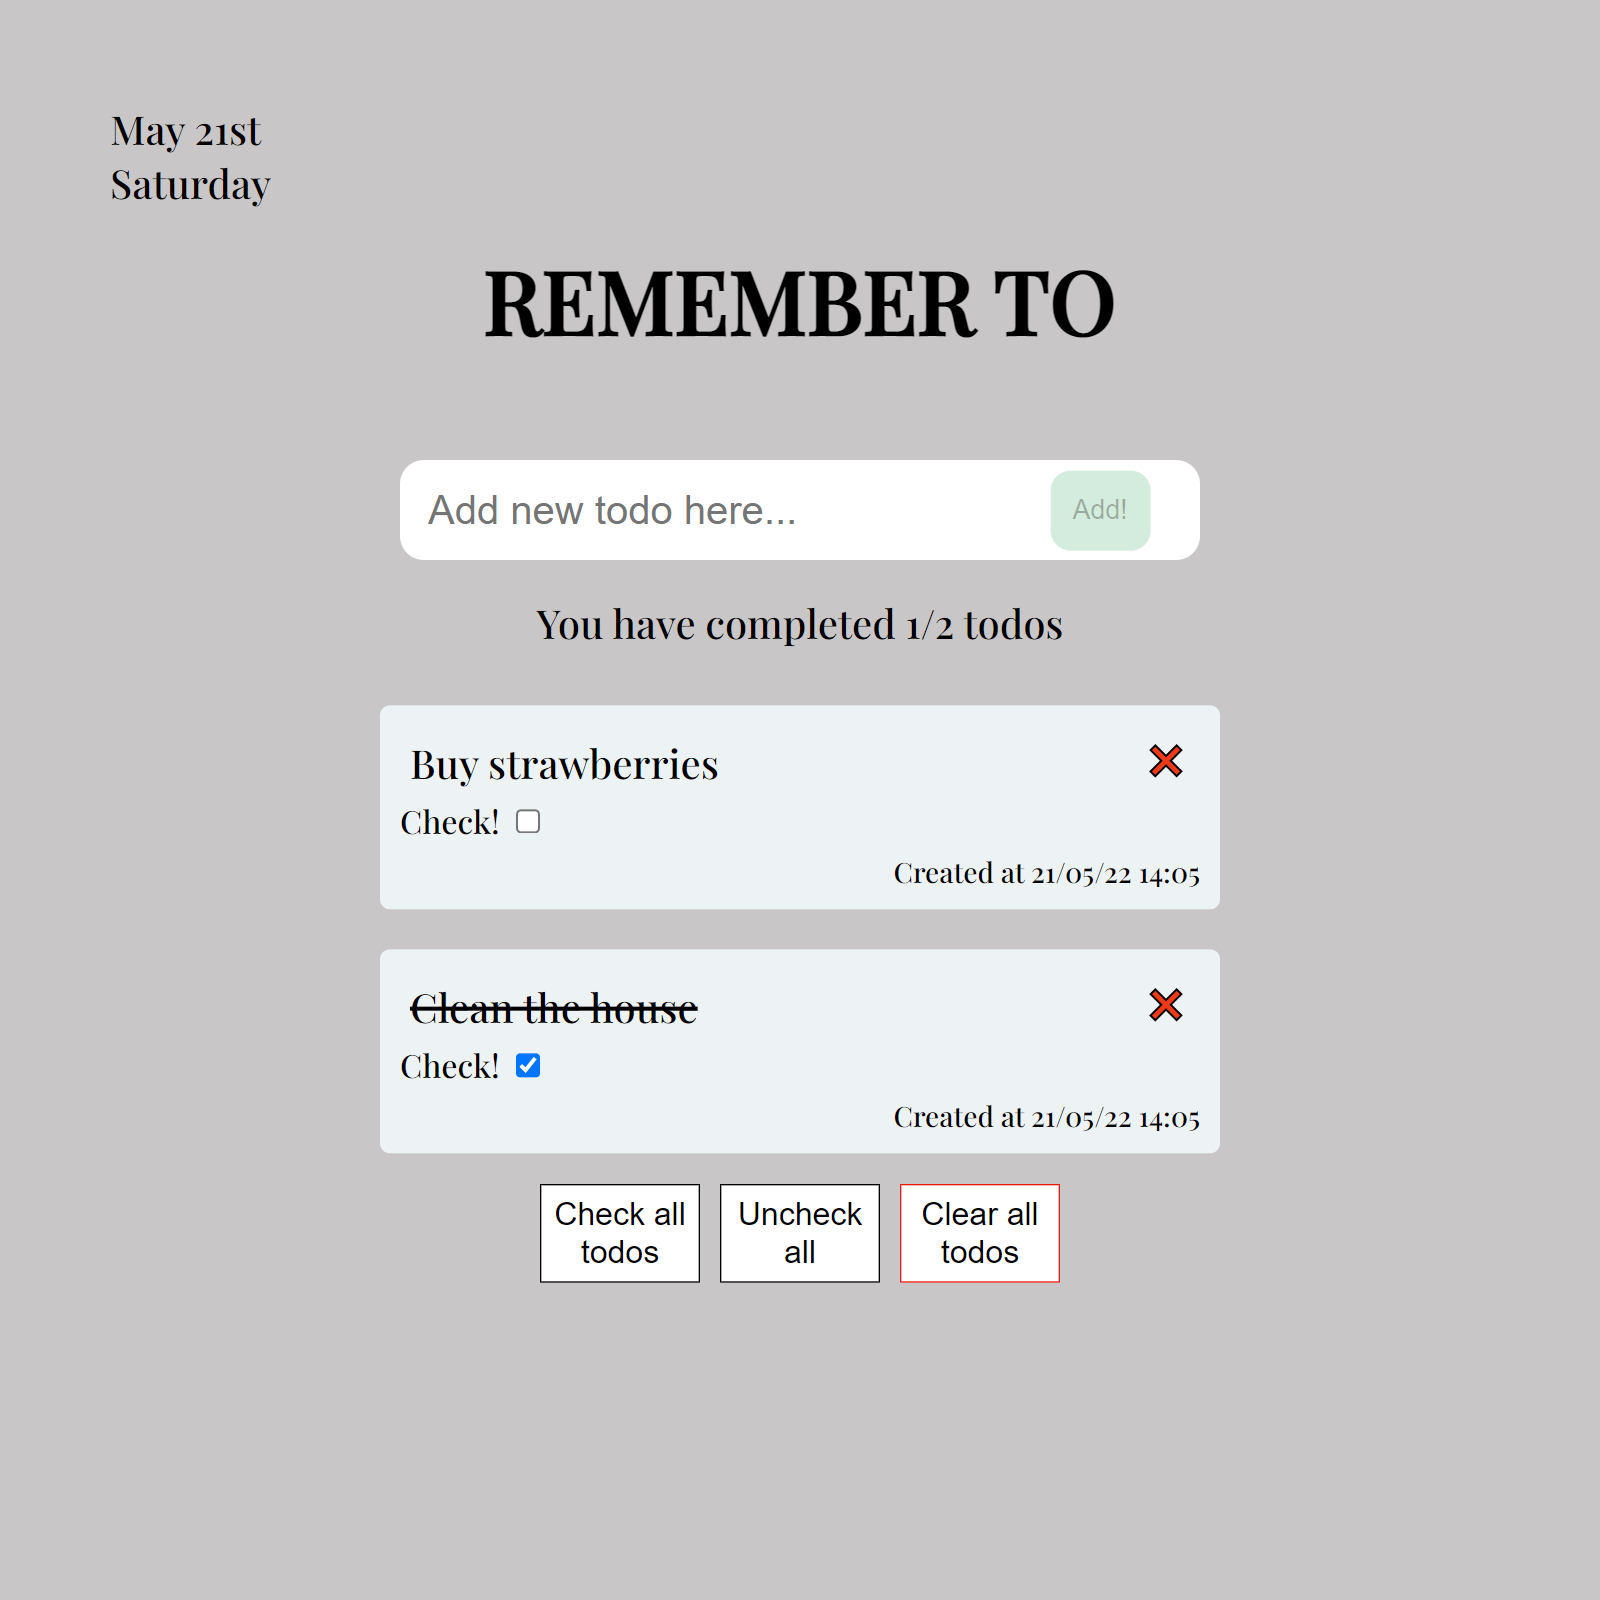 May 21st
Saturday
REMEMBER TO
Add new todo here...
Add!
You have completed 1/2 todos
Buy strawberries
Check!
Created at 21/05/22 14:05
Clean the house
Check!
Created at 21/05/22 14:05
Check all
todos
Uncheck
all
Clear all
todos